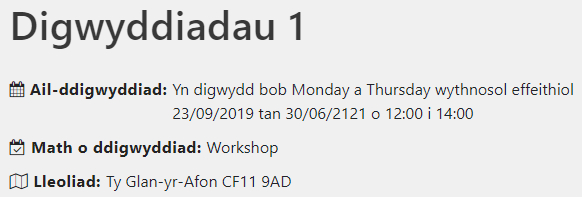 Digwyddiadau 1
Ail-ddigwyddiad: Yn digwydd bob Monday a Thursday wythnosol effeithiol
23/09/2019 tan 30/06/2121 o 12:00 i 14:00
Math o ddigwyddiad: Workshop
Lleoliad: Ty Glan-yr-Afon CF11 9AD